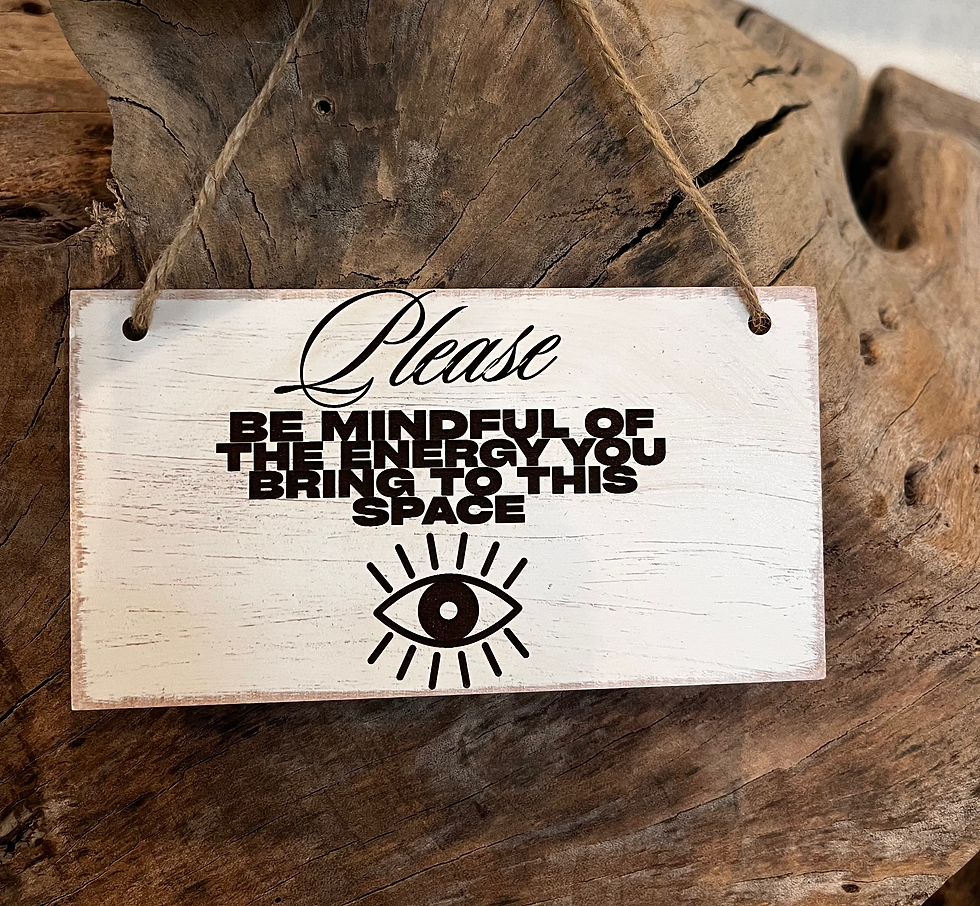 Please
BE MINDFUL OF
THE ENERGY YOU
BRING TO THIS
SPACE